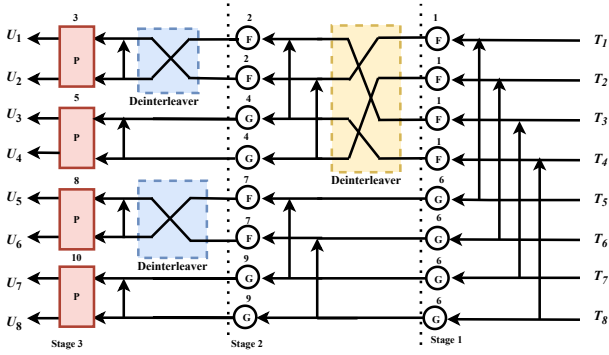 3 2 1
U1 P F F T1
2 1
U2 F F T2
Deinterleaver
5 4 1
U3 P G F T3
4 1
U4 G F T4
Deinterleaver
8 7 6
U5 P F G T5
7 6
U6 F G T6
Deinterleaver
10 9 6
U7 P G G T7
9 6
U8 G G T8
Stage 3 Stage 2 Stage 1